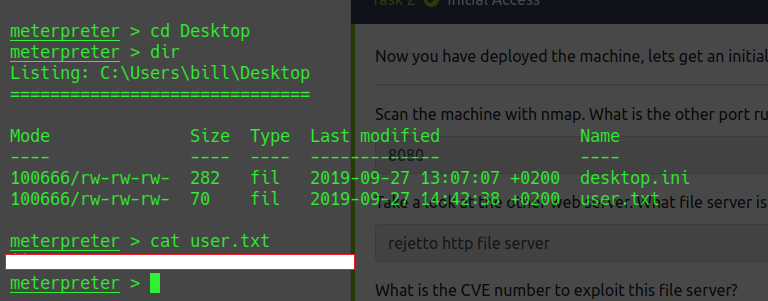 Task 2 Initial Access
meterpreter > cd Desktop
meterpreter > dir
Listing: C:\Users\bill\Desktop
==============================
Mode Size Type Last modified Name
---- ---- ---- ------------- ----
100666/rw-rw-rw- 282 fil 2019-09-27 13:07:07 +0200 desktop.ini
100666/rw-rw-rw- 70 fil 2019-09-27 14:42:38 +0200 user.txt
meterpreter > cat user.txt
meterpreter >
Now you have deployed the machine, lets get an initial
Scan the machine with nmap. What is the other port
8080
Take a look at the other web server. What file server is
rejetto http file server
What is the CVE number to exploit this file server?